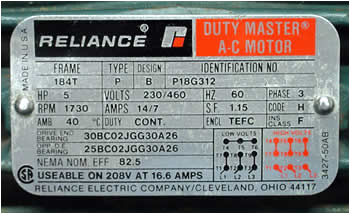 MADE IN U.S.A.
RELIANCE R DUTY MASTER®
A-C MOTOR
FRAME TYPE DESIGN IDENTIFICATION NO.
184T P B P18G312
HP 5 VOLTS 230/460 HZ 60 PHASE 3
RPM 1730 AMPS 14/7 S.F. 1.15 CODE H
AMB 40 °C DUTY CONT. ENCL TEFC INS CLASS F
DRIVE END BEARING 30BC02JGG30A26 LOW VOLTS HIGH VOLTS
OPP. D.E. BEARING 25BC02JGG30A26
NEMA NOM. EFF 82.5
SA USEABLE ON 208V AT 16.6 AMPS
RELIANCE ELECTRIC COMPANY/CLEVELAND, OHIO 44117
3427-50AB